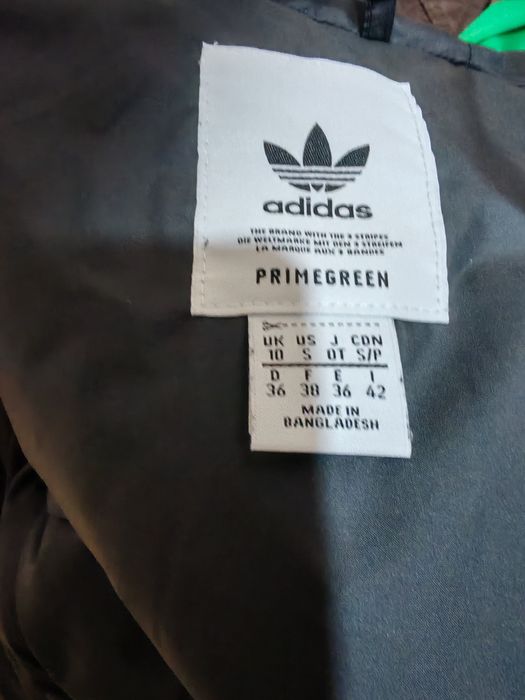 adidas
THE BRAND WITH THE 3 STRIPES
DIE WELTMARKE MIT DEN 3 STREIFEN
LA MARQUE AUX 3 BANDES
PRIMEGREEN
UK US J CDN
10 S OT S/P
D F E I
36 38 36 42
MADE IN
BANGLADESH